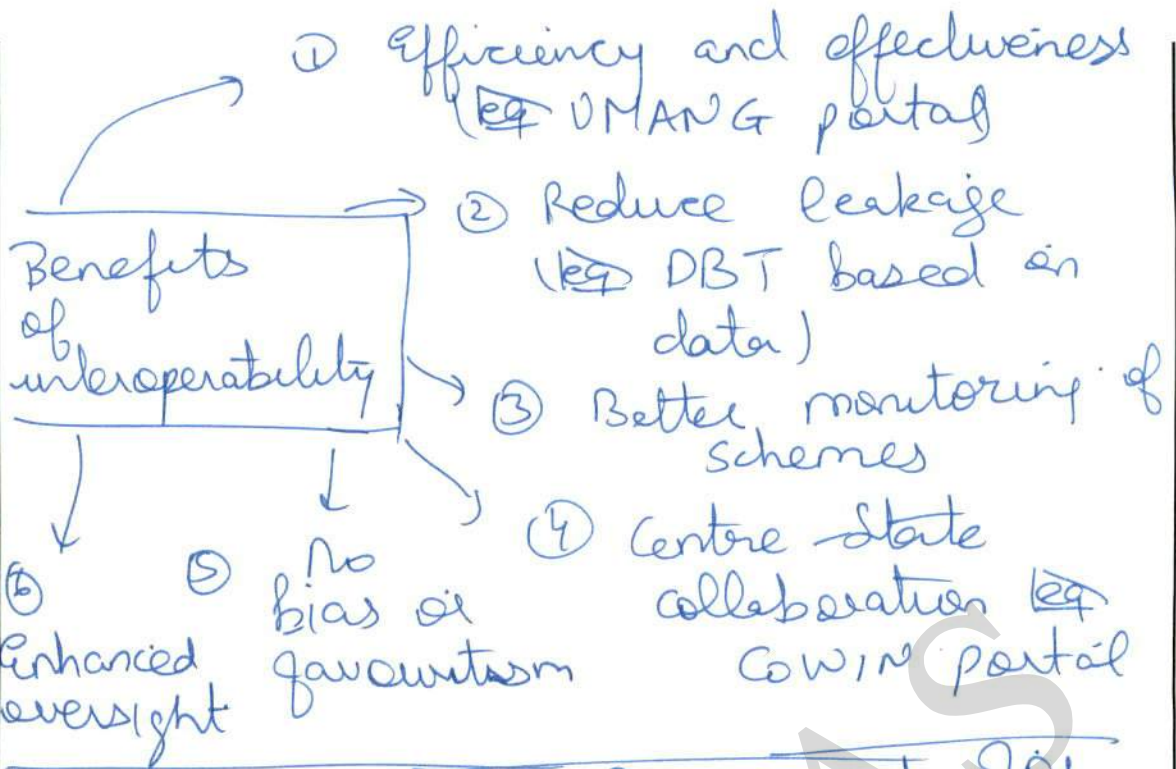 ① Efficiency and effectiveness
(eg UMANG portal
Benefits
of
interoperability
② Reduce leakage
(eg DBT based on
data)
③ Better monitoring of
schemes
④ Centre State
collaboration eg
COWIN portal
⑤ No
bias or
favouritism
⑥
Enhanced
oversight